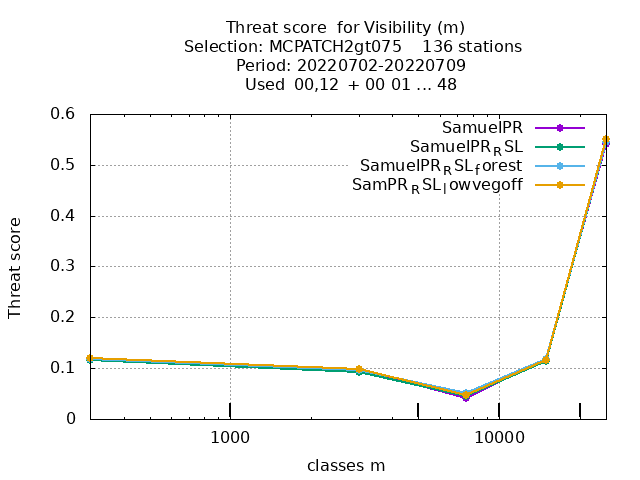 Threat score  for Visibility (m)
Selection: MCPATCH2gt075    136 stations
Period: 20220702-20220709
Used  00,12  + 00 01 ... 48
SamuelPR
SamuelPR_RSL
SamuelPR_RSL_forest
SamPR_RSL_lowvegoff
0.6
0.5
0.4
0.3
0.2
0.1
0
Threat score
1000
10000
classes m